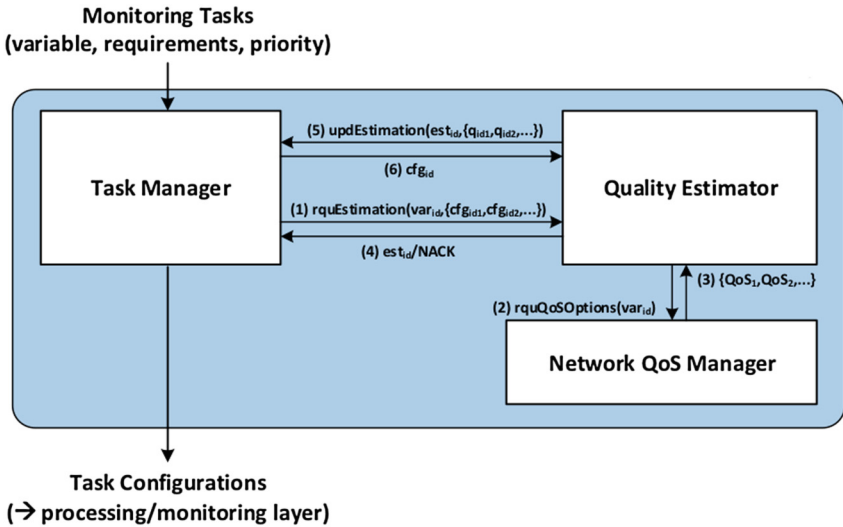 Monitoring Tasks
(variable, requirements, priority)
(5) updEstimation(est_id,{q_id1,q_id2,...})
(6) cfg_id
Task Manager
Quality Estimator
(1) rquEstimation(var_id,{cfg_id1,cfg_id2,...})
(4) est_id/NACK
(3) {QoS_1,QoS_2,...}
(2) rquQoSOptions(var_id)
Network QoS Manager
Task Configurations
(→ processing/monitoring layer)